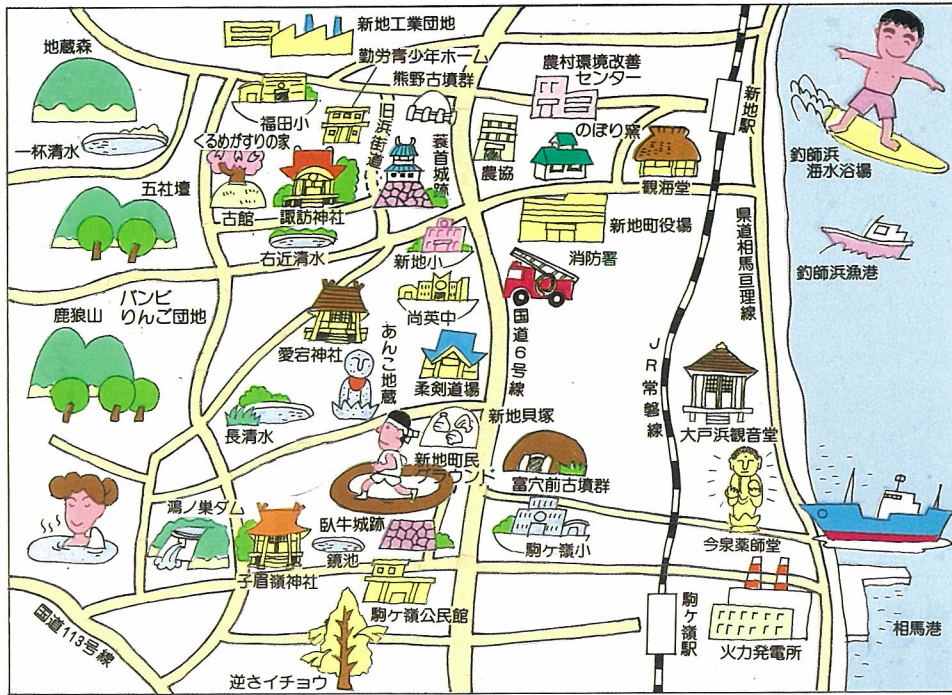 新地工業団地
地蔵森
勤労青少年ホーム
熊野古墳群
農村環境改善
センター
新地駅
福田小
旧浜街道
一杯清水
くるめがすりの家
蓑首城跡
農協
のぼり窯
観海堂
釣師浜
海水浴場
五社壇
古館
諏訪神社
右近清水
新地小
新地町役場
消防署
県道相馬亘理線
釣師浜漁港
鹿狼山
バンビ
りんご団地
尚英中
国道6号線
愛宕神社
あんこ地蔵
柔剣道場
JR常磐線
長清水
新地貝塚
大戸浜観音堂
新地町民
グラウンド
富穴前古墳群
鴻ノ巣ダム
臥牛城跡
子眉嶺神社
鏡池
駒ケ嶺小
今泉薬師堂
国道113号線
駒ケ嶺公民館
駒ケ嶺駅
火力発電所
相馬港
逆さイチョウ